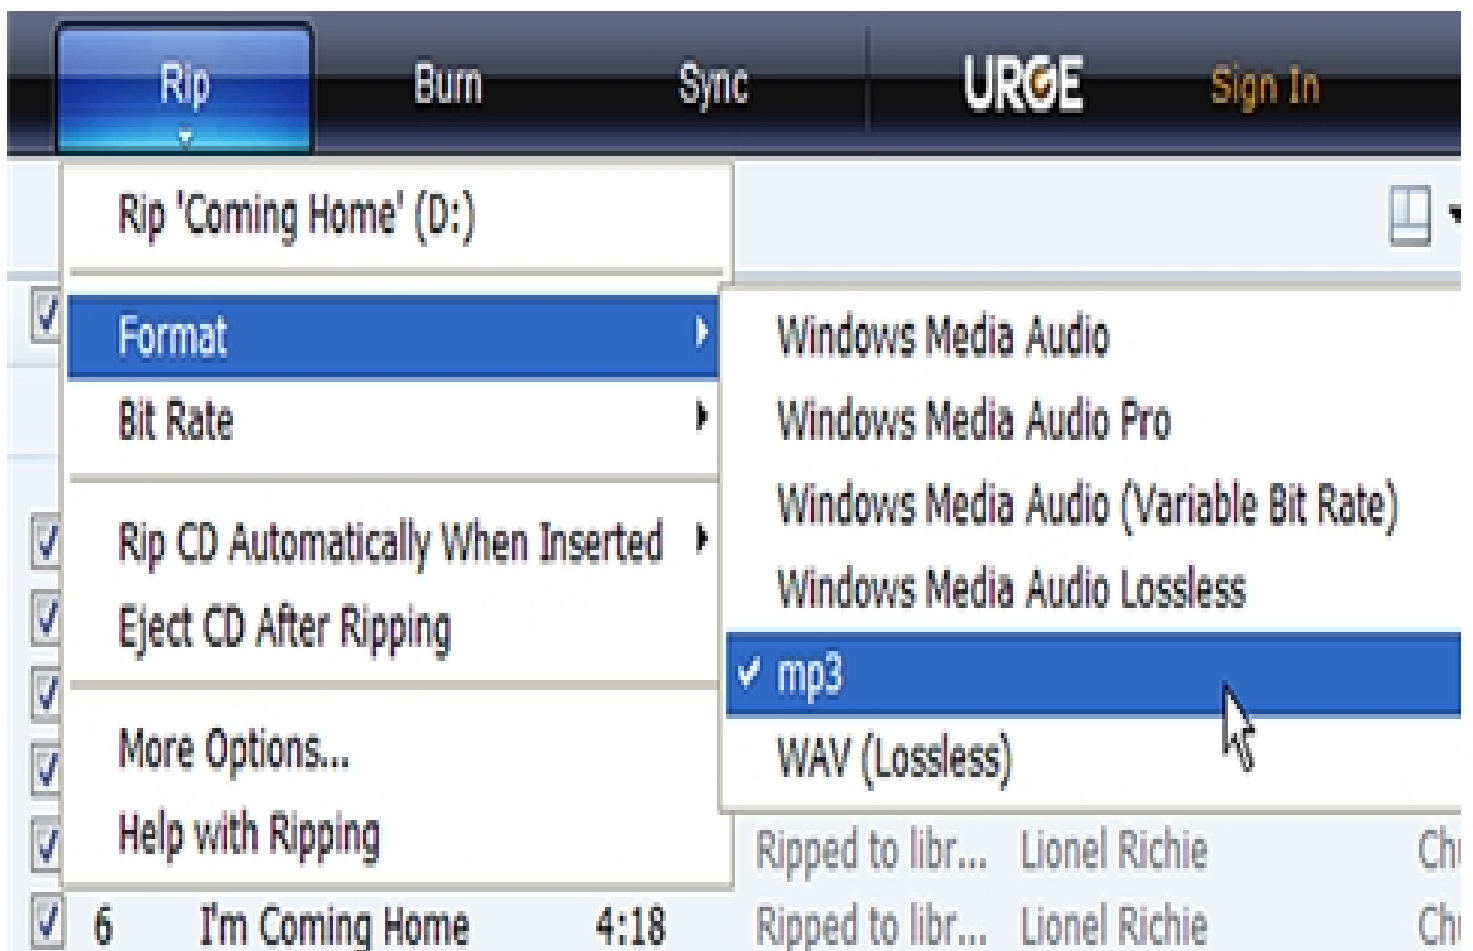 Rip Burn Sync URGE Sign In
Rip 'Coming Home' (D:)
Format
Bit Rate
Rip CD Automatically When Inserted
Eject CD After Ripping
More Options...
Help with Ripping
Windows Media Audio
Windows Media Audio Pro
Windows Media Audio (Variable Bit Rate)
Windows Media Audio Lossless
mp3
WAV (Lossless)
Ripped to libr... Lionel Richie
6 I'm Coming Home 4:18 Ripped to libr... Lionel Richie